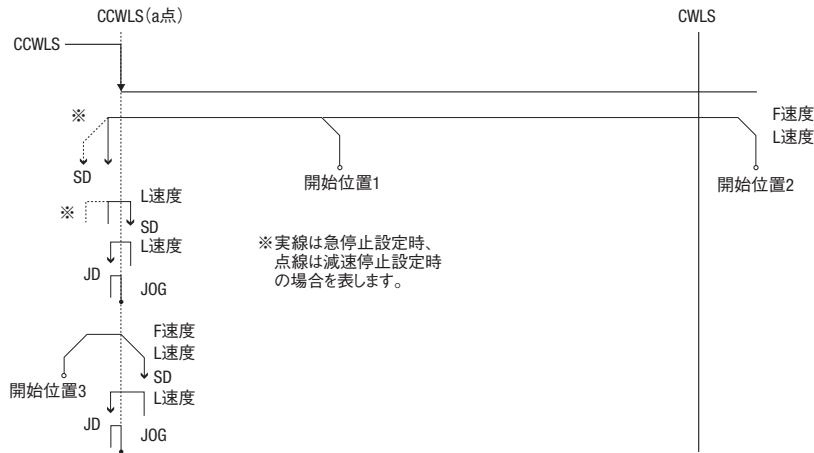 CCWLS（a点）
CWLS
CCWLS
※
F速度
L速度
SD
開始位置1
開始位置2
L速度
※
SD
L速度
※実線は急停止設定時、
点線は減速停止設定時
の場合を表します。
JD
JOG
F速度
L速度
開始位置3
SD
L速度
JD
JOG